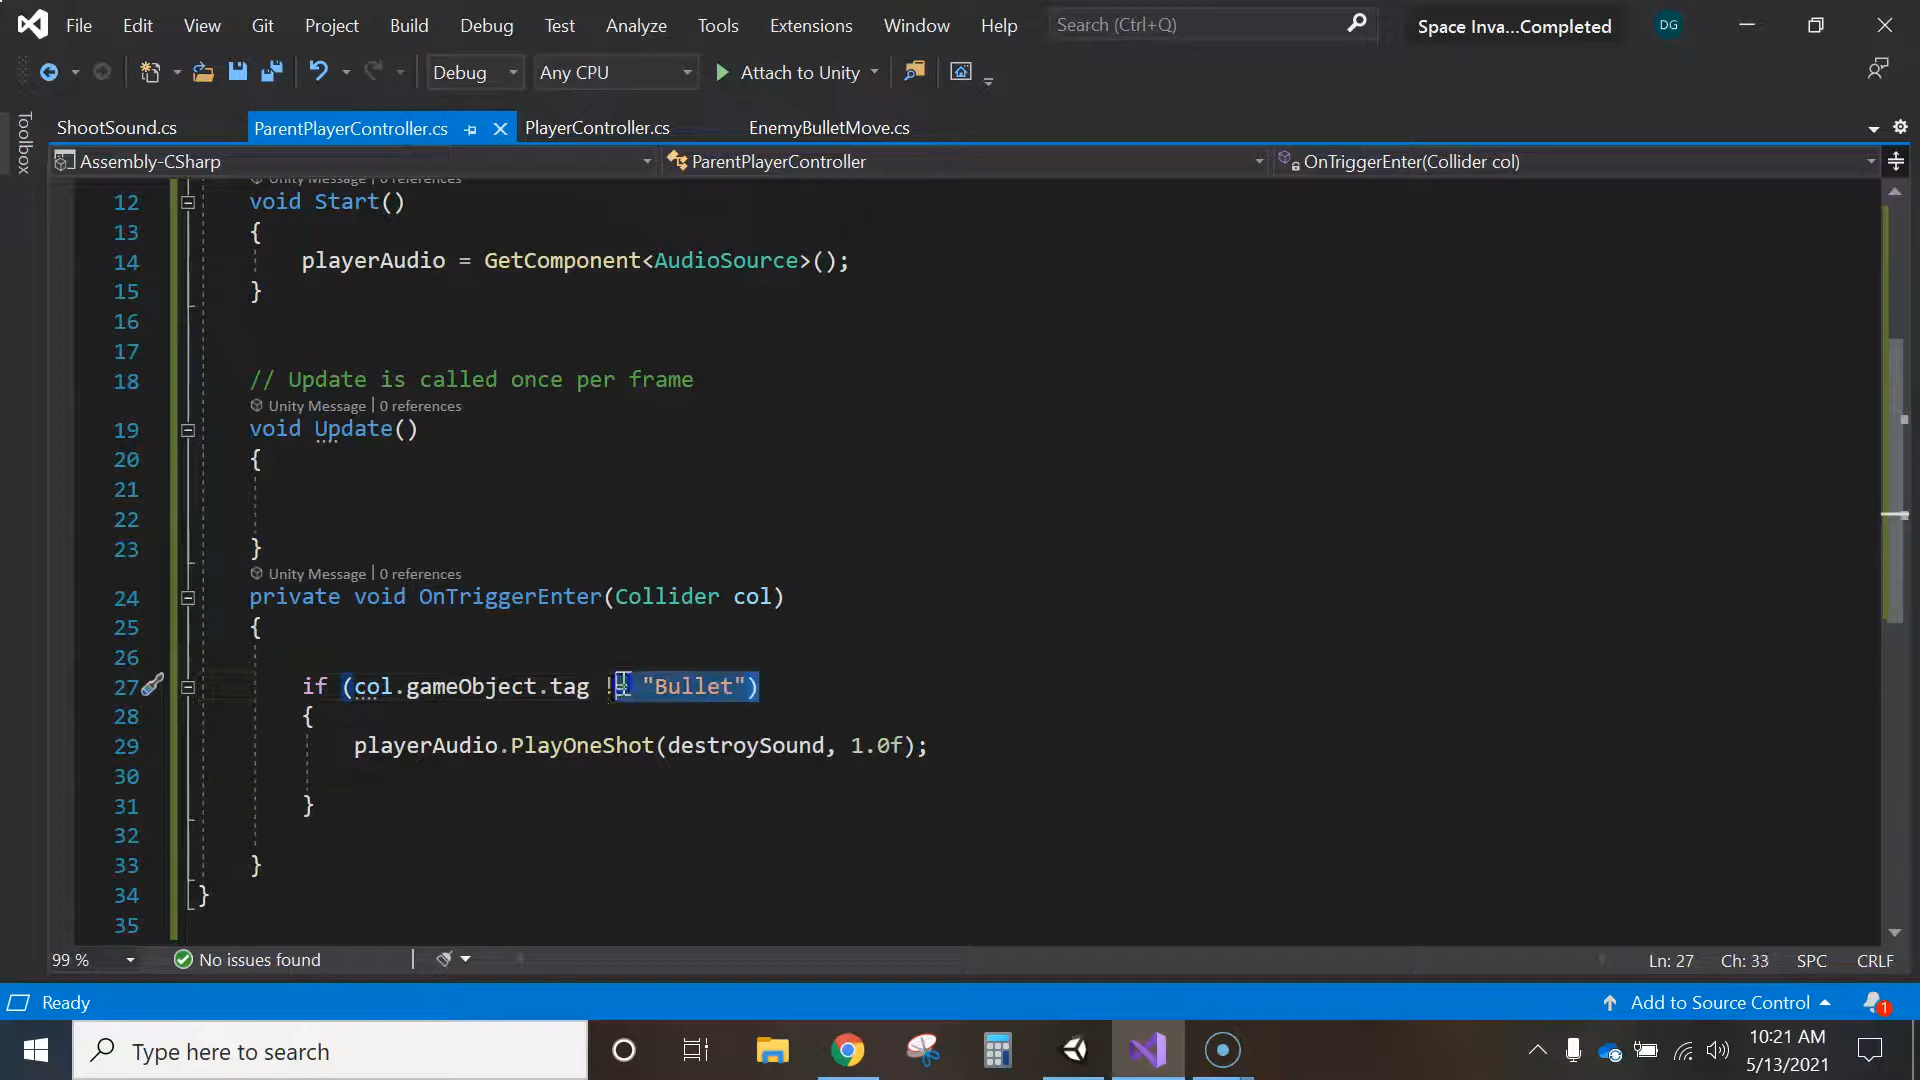 File Edit View Git Project Build Debug Test Analyze Tools Extensions Window Help Search (Ctrl+Q) Space Inva...Completed DG
Debug Any CPU Attach to Unity
Toolbox
ShootSound.cs ParentPlayerController.cs PlayerController.cs EnemyBulletMove.cs
Assembly-CSharp ParentPlayerController OnTriggerEnter(Collider col)
Unity Message | 0 references
12 void Start()
13 {
14 playerAudio = GetComponent<AudioSource>();
15 }
16
17
18 // Update is called once per frame
Unity Message | 0 references
19 void Update()
20 {
21
22
23 }
Unity Message | 0 references
24 private void OnTriggerEnter(Collider col)
25 {
26
27 if (col.gameObject.tag != "Bullet")
28 {
29 playerAudio.PlayOneShot(destroySound, 1.0f);
30
31 }
32
33 }
34 }
35
99 % No issues found Ln: 27 Ch: 33 SPC CRLF
Ready Add to Source Control 1
Type here to search 10:21 AM
5/13/2021